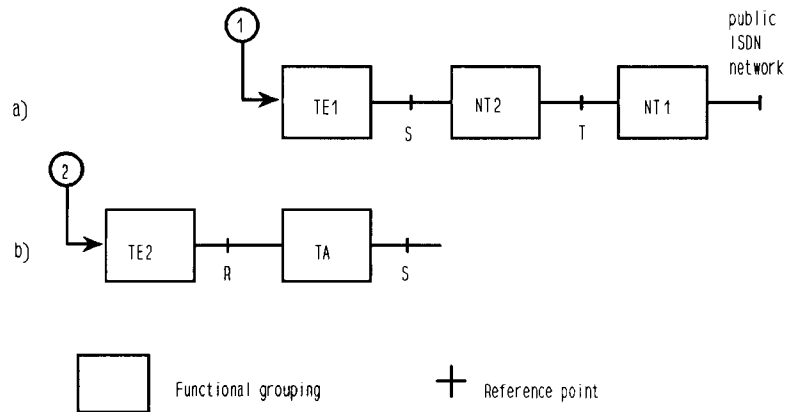 public
ISDN
network
1
a)
TE1
S
NT2
T
NT1
2
b)
TE2
R
TA
S
Functional grouping
Reference point